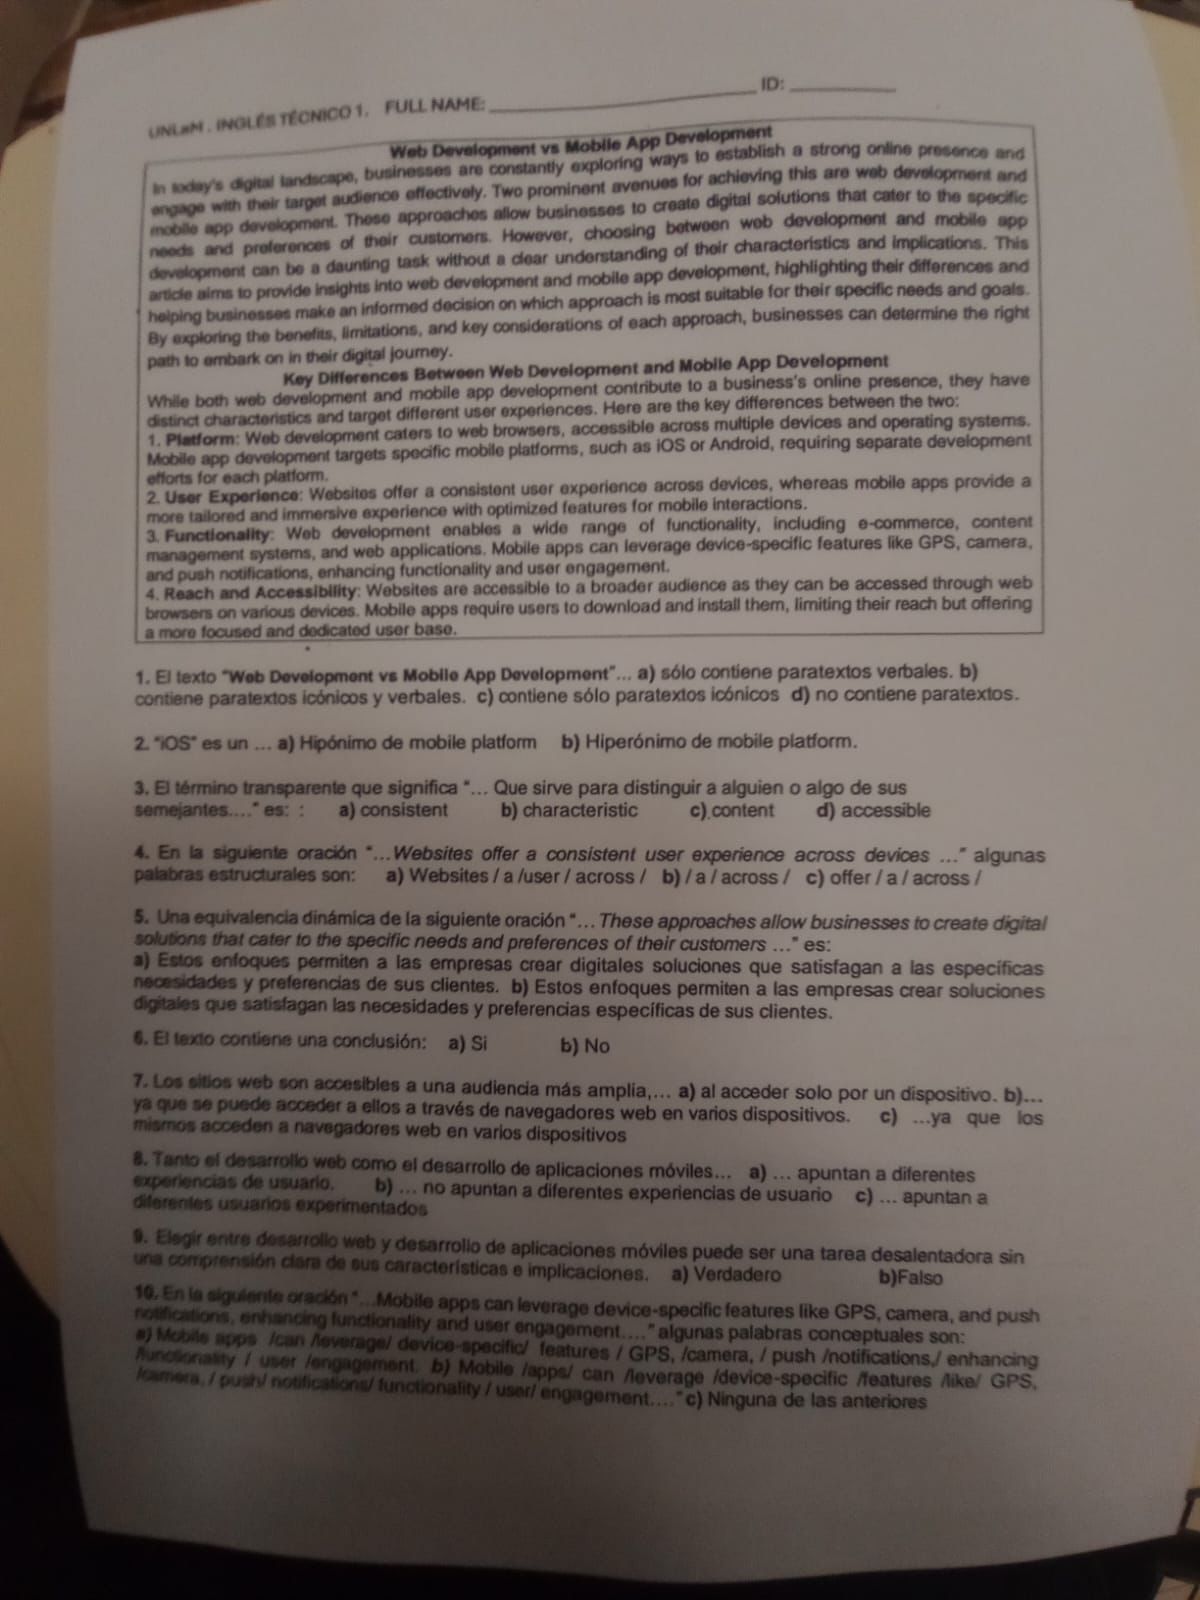 UNLaM . INGLÉS TÉCNICO 1. FULL NAME: ID:
Web Development vs Mobile App Development
In today's digital landscape, businesses are constantly exploring ways to establish a strong online presence and
engage with their target audience effectively. Two prominent avenues for achieving this are web development and
mobile app development. These approaches allow businesses to create digital solutions that cater to the specific
needs and preferences of their customers. However, choosing between web development and mobile app
development can be a daunting task without a clear understanding of their characteristics and implications. This
article aims to provide insights into web development and mobile app development, highlighting their differences and
helping businesses make an informed decision on which approach is most suitable for their specific needs and goals.
By exploring the benefits, limitations, and key considerations of each approach, businesses can determine the right
path to embark on in their digital journey.
Key Differences Between Web Development and Mobile App Development
While both web development and mobile app development contribute to a business's online presence, they have
distinct characteristics and target different user experiences. Here are the key differences between the two:
1. Platform: Web development caters to web browsers, accessible across multiple devices and operating systems.
Mobile app development targets specific mobile platforms, such as iOS or Android, requiring separate development
efforts for each platform.
2. User Experience: Websites offer a consistent user experience across devices, whereas mobile apps provide a
more tailored and immersive experience with optimized features for mobile interactions.
3. Functionality: Web development enables a wide range of functionality, including e-commerce, content
management systems, and web applications. Mobile apps can leverage device-specific features like GPS, camera,
and push notifications, enhancing functionality and user engagement.
4. Reach and Accessibility: Websites are accessible to a broader audience as they can be accessed through web
browsers on various devices. Mobile apps require users to download and install them, limiting their reach but offering
a more focused and dedicated user base.
1. El texto "Web Development vs Mobile App Development"... a) sólo contiene paratextos verbales. b)
contiene paratextos icónicos y verbales. c) contiene sólo paratextos icónicos d) no contiene paratextos.
2. "iOS" es un ... a) Hipónimo de mobile platform b) Hiperónimo de mobile platform.
3. El término transparente que significa "... Que sirve para distinguir a alguien o algo de sus
semejantes...." es: : a) consistent b) characteristic c) content d) accessible
4. En la siguiente oración "...Websites offer a consistent user experience across devices ..." algunas
palabras estructurales son: a) Websites / a /user / across / b) / a / across / c) offer / a / across /
5. Una equivalencia dinámica de la siguiente oración "... These approaches allow businesses to create digital
solutions that cater to the specific needs and preferences of their customers ..." es:
a) Estos enfoques permiten a las empresas crear digitales soluciones que satisfagan a las específicas
necesidades y preferencias de sus clientes. b) Estos enfoques permiten a las empresas crear soluciones
digitales que satisfagan las necesidades y preferencias específicas de sus clientes.
6. El texto contiene una conclusión: a) Si b) No
7. Los sitios web son accesibles a una audiencia más amplia,... a) al acceder solo por un dispositivo. b)...
ya que se puede acceder a ellos a través de navegadores web en varios dispositivos. c) ...ya que los
mismos acceden a navegadores web en varios dispositivos
8. Tanto el desarrollo web como el desarrollo de aplicaciones móviles... a) ... apuntan a diferentes
experiencias de usuario. b) ... no apuntan a diferentes experiencias de usuario c) ... apuntan a
diferentes usuarios experimentados
9. Elegir entre desarrollo web y desarrollo de aplicaciones móviles puede ser una tarea desalentadora sin
una comprensión clara de sus características e implicaciones. a) Verdadero b)Falso
10. En la siguiente oración "...Mobile apps can leverage device-specific features like GPS, camera, and push
notifications, enhancing functionality and user engagement...." algunas palabras conceptuales son:
a) Mobile apps /can /leverage/ device-specific/ features / GPS, /camera, / push /notifications,/ enhancing
/functionality / user /engagement. b) Mobile /apps/ can /leverage /device-specific /features /like/ GPS,
/camera, / push/ notifications/ functionality / user/ engagement...." c) Ninguna de las anteriores